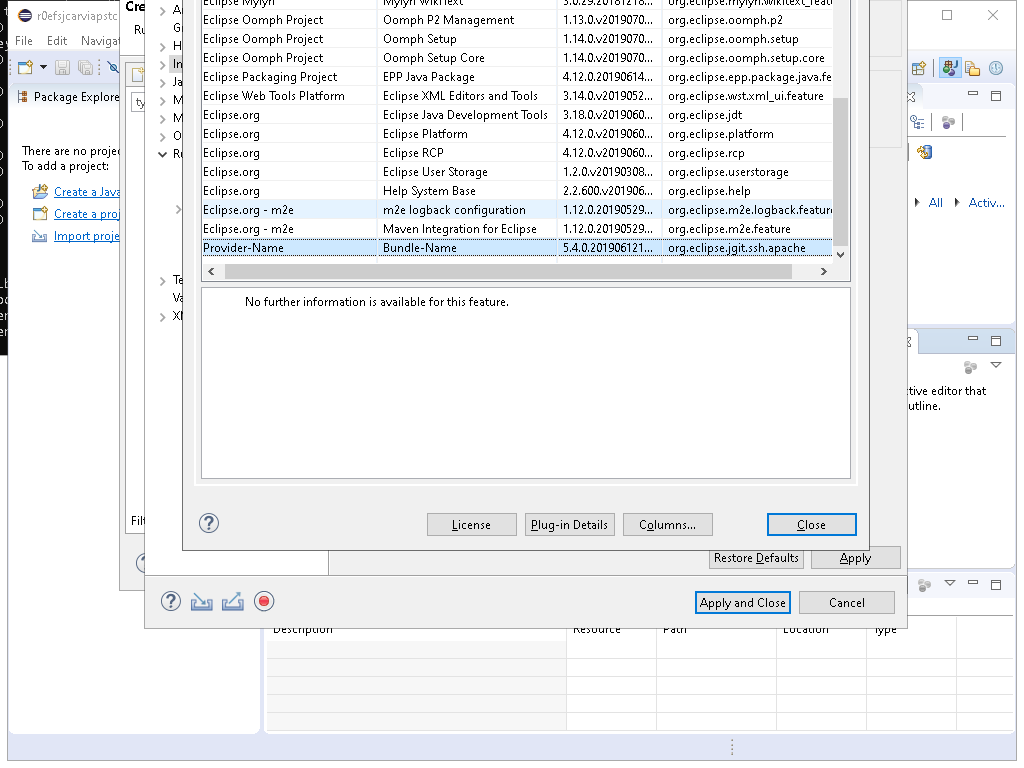 r0efsjcarviapstc
File Edit Navigat
Package Explore
There are no projec
To add a project:
Create a Java
Create a proj
Import proje
Cre
Ru
ty
Filt
A
G
H
In
Ja
M
M
O
Ru
Te
Va
XM
Eclipse Mylyn Mylyn WikiText 3.0.29.20181218... org.eclipse.mylyn.wikitext_feat
Eclipse Oomph Project Oomph P2 Management 1.13.0.v2019070... org.eclipse.oomph.p2
Eclipse Oomph Project Oomph Setup 1.14.0.v2019070... org.eclipse.oomph.setup
Eclipse Oomph Project Oomph Setup Core 1.14.0.v2019070... org.eclipse.oomph.setup.core
Eclipse Packaging Project EPP Java Package 4.12.0.20190614... org.eclipse.epp.package.java.fe
Eclipse Web Tools Platform Eclipse XML Editors and Tools 3.14.0.v2019052... org.eclipse.wst.xml_ui.feature
Eclipse.org Eclipse Java Development Tools 3.18.0.v2019060... org.eclipse.jdt
Eclipse.org Eclipse Platform 4.12.0.v2019060... org.eclipse.platform
Eclipse.org Eclipse RCP 4.12.0.v2019060... org.eclipse.rcp
Eclipse.org Eclipse User Storage 1.2.0.v20190308... org.eclipse.userstorage
Eclipse.org Help System Base 2.2.600.v201906... org.eclipse.help
Eclipse.org - m2e m2e logback configuration 1.12.0.20190529... org.eclipse.m2e.logback.feature
Eclipse.org - m2e Maven Integration for Eclipse 1.12.0.20190529... org.eclipse.m2e.feature
Provider-Name Bundle-Name 5.4.0.201906121... org.eclipse.jgit.ssh.apache
No further information is available for this feature.
License Plug-in Details Columns... Close
Restore Defaults Apply
Apply and Close Cancel
All Activ...
ctive editor that
utline.
Description Resource Path Location Type